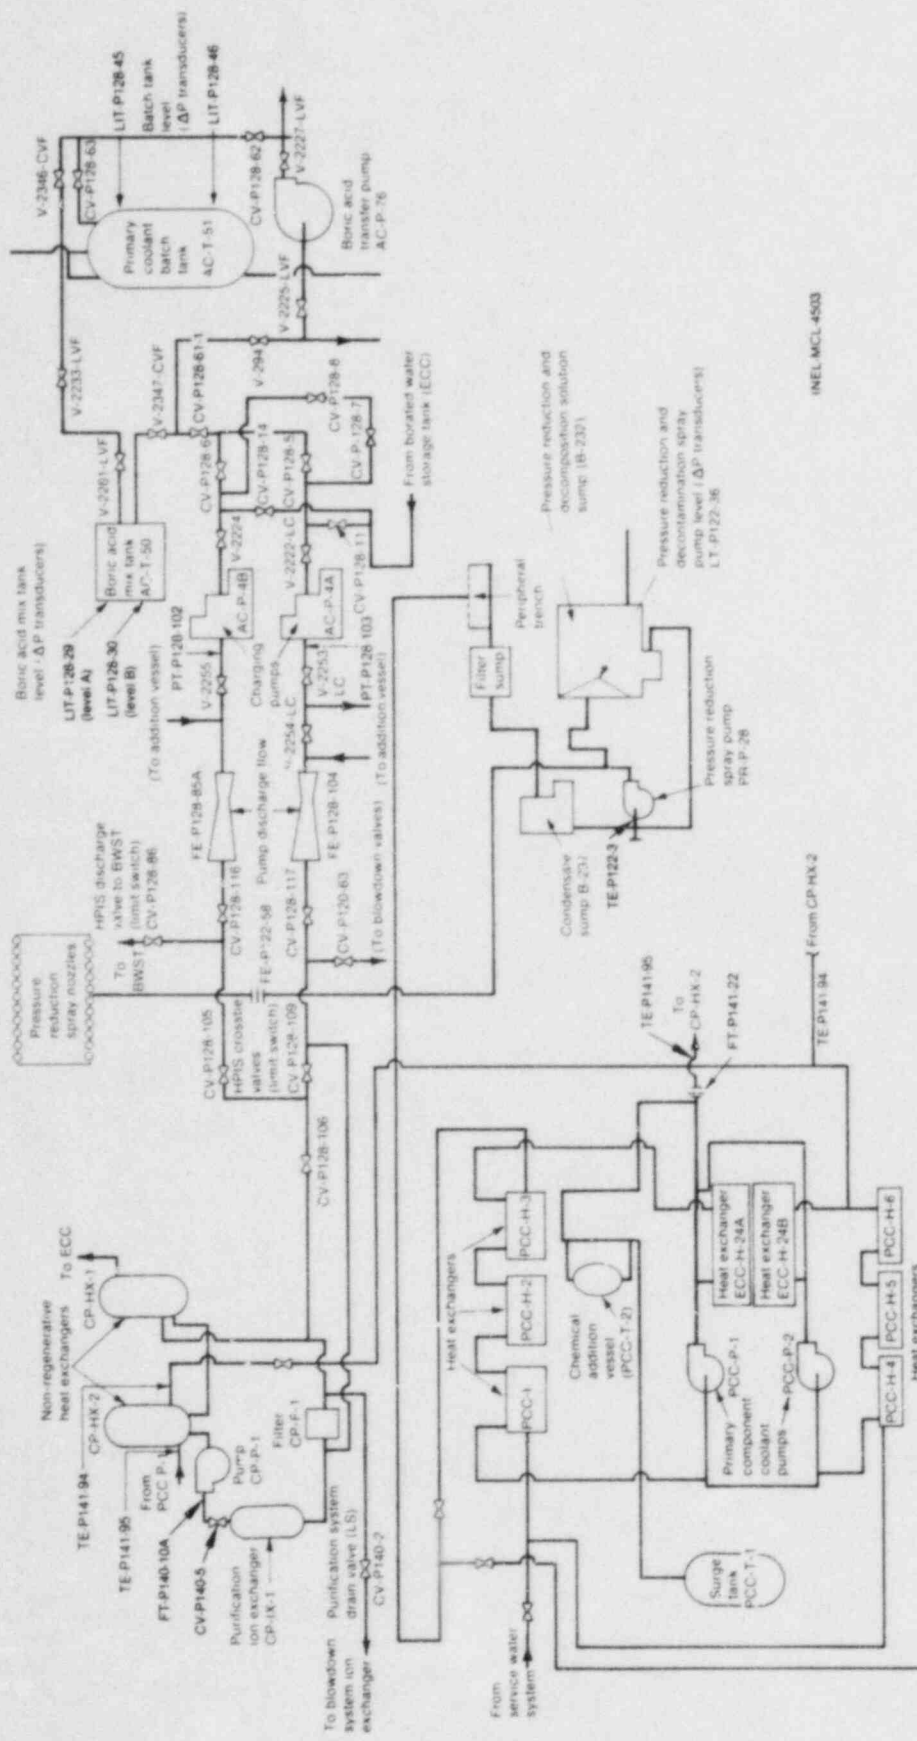 Boric acid mix tank
level (ΔP transducers)
LIT-P128-29
(level A)
LIT-P128-30
(level B)
Boric acid
mix tank
AC-T-50
V-2261-LVF
V-2233-LVF
V-2346-CVF
CV-P128-63
LIT-P128-45
Batch tank
level
(ΔP transducers)
LIT-P128-46
Primary
coolant
batch
tank
AC-T-51
CV-P128-62
V-2227-LVF
Boric acid
transfer pump
AC-P-76
V-2225-LVF
V-2347-CVF
CV-P128-61-1
V-294
CV-P128-6
CV-P128-14
CV-P128-5
CV-P128-8
CV-P-128-7
From borated water
storage tank (ECC)
V-2224
V-2222-LC
CV-P128-11
AC-P-4B
AC-P-4A
Charging
pumps
PT-P128-102
V-2255
(To addition vessel)
V-2253
LC
PT-P128-103
V-2254-LC
(To addition vessel)
FE-P128-85A
Pump discharge flow
FE-P128-104
HPIS discharge
valve to BWST
(limit switch)
CV-P128-86
To
BWST
CV-P128-116
FE-P122-58
CV-P128-117
CV-P120-83
(To blowdown valves)
Pressure
reduction
spray nozzles
CV-P128-105
HPIS crosstie
valves
(limit switch)
CV-P128-109
CV-P128-106
Non-regenerative
heat exchangers
CP-HX-2
CP-HX-1
To ECC
TE-P141-94
TE-P141-95
From
PCC P-1
FT-P140-10A
CV-P140-5
Pump
CP-P-1
Filter
CP-F-1
Purification
ion exchanger
CP-IX-1
Purification system
drain valve (LS)
CV-P140-2
To blowdown
system ion
exchanger
Peripheral
trench
Filter
sump
Condensate
sump B-237
Pressure reduction and
decomposition solution
sump (B-232)
Pressure reduction and
decontamination spray
pump level (ΔP transducers)
LT-P122-36
TE-P122-3
Pressure reduction
spray pump
PR-P-28
From
service water
system
PCC-1
PCC-H-2
PCC-H-3
Heat exchangers
Chemical
addition
vessel
(PCC-T-2)
Surge
tank
PCC-T-1
Primary
component
coolant
pumps
PCC-P-1
PCC-P-2
Heat exchanger
ECC-H-24A
Heat exchanger
ECC-H-24B
TE-P141-95
To
CP-HX-2
FT-P141-22
TE-P141-94
From CP-HX-2
PCC-H-4
PCC-H-5
PCC-H-6
Heat exchangers
INEL-MCL-4503